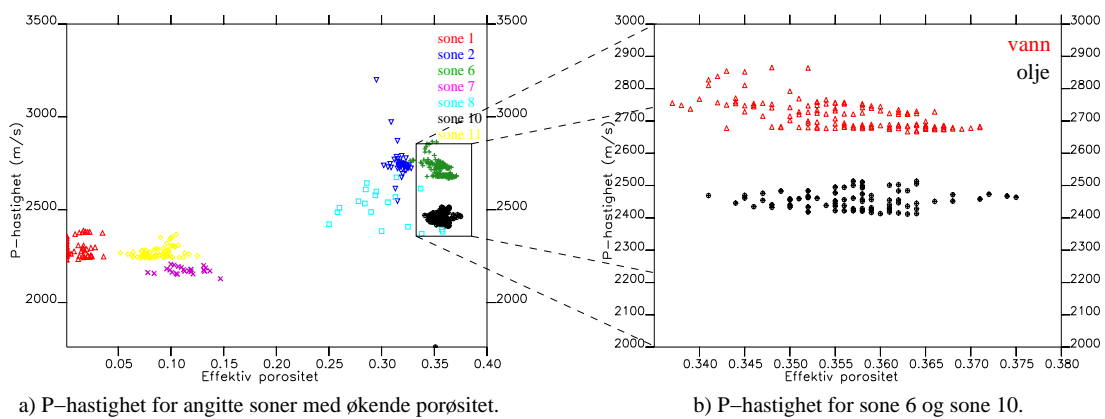 3500
3500
sone 1
sone 2
sone 6
sone 7
sone 8
sone 10
sone 11
3000
3000
2500
2500
2000
2000
P-hastighet (m/s)
0.05 0.10 0.15 0.20 0.25 0.30 0.35 0.40
Effektiv porositet
a) P−hastighet for angitte soner med økende porøsitet.
3000
3000
vann
olje
2900
2900
2800
2800
2700
2700
2600
2600
2500
2500
2400
2400
2300
2300
2200
2200
2100
2100
2000
2000
P-hastighet (m/s)
0.340 0.345 0.350 0.355 0.360 0.365 0.370 0.375 0.380
Effektiv porositet
b) P−hastighet for sone 6 og sone 10.